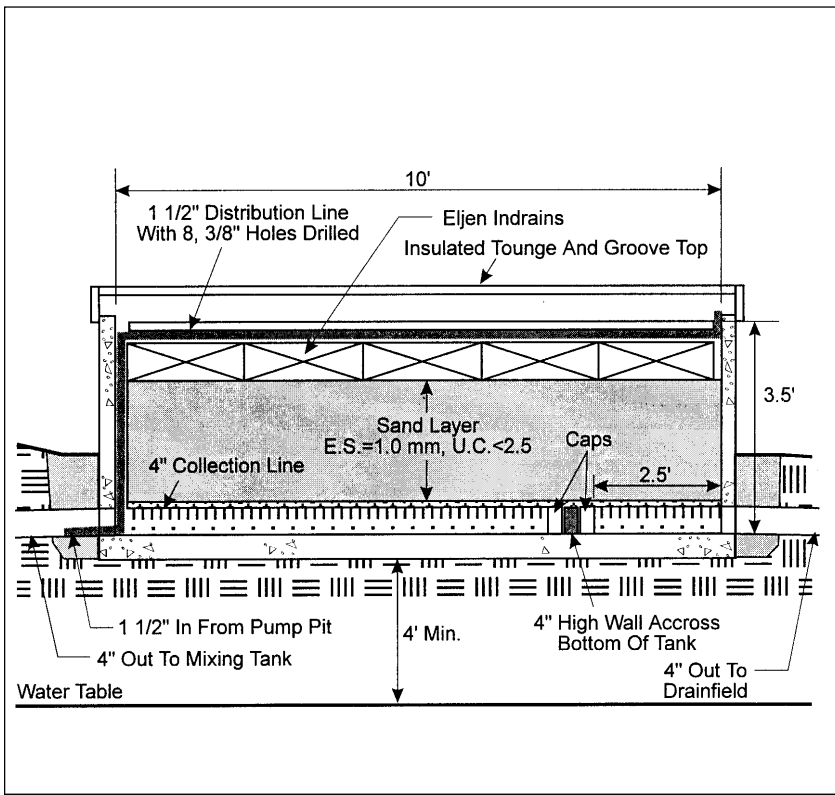 10'
1 1/2" Distribution Line
With 8, 3/8" Holes Drilled
Eljen Indrains
Insulated Tounge And Groove Top
3.5'
Sand Layer
E.S.=1.0 mm, U.C.<2.5
Caps
4" Collection Line
2.5'
1 1/2" In From Pump Pit
4' Min.
4" High Wall Accross
Bottom Of Tank
4" Out To Mixing Tank
4" Out To
Drainfield
Water Table